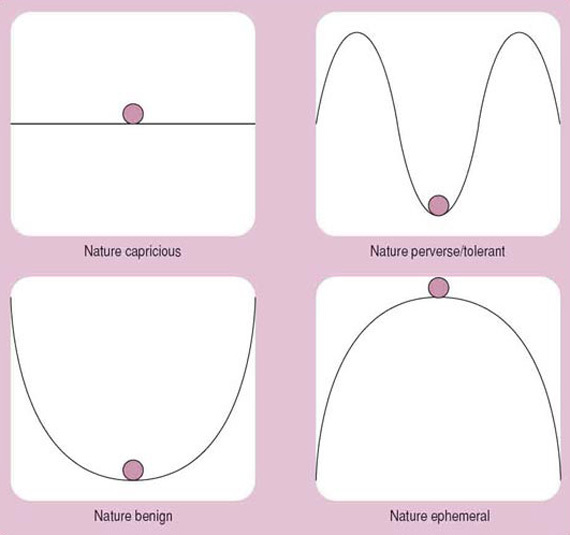 Nature capricious
Nature perverse/tolerant
Nature benign
Nature ephemeral